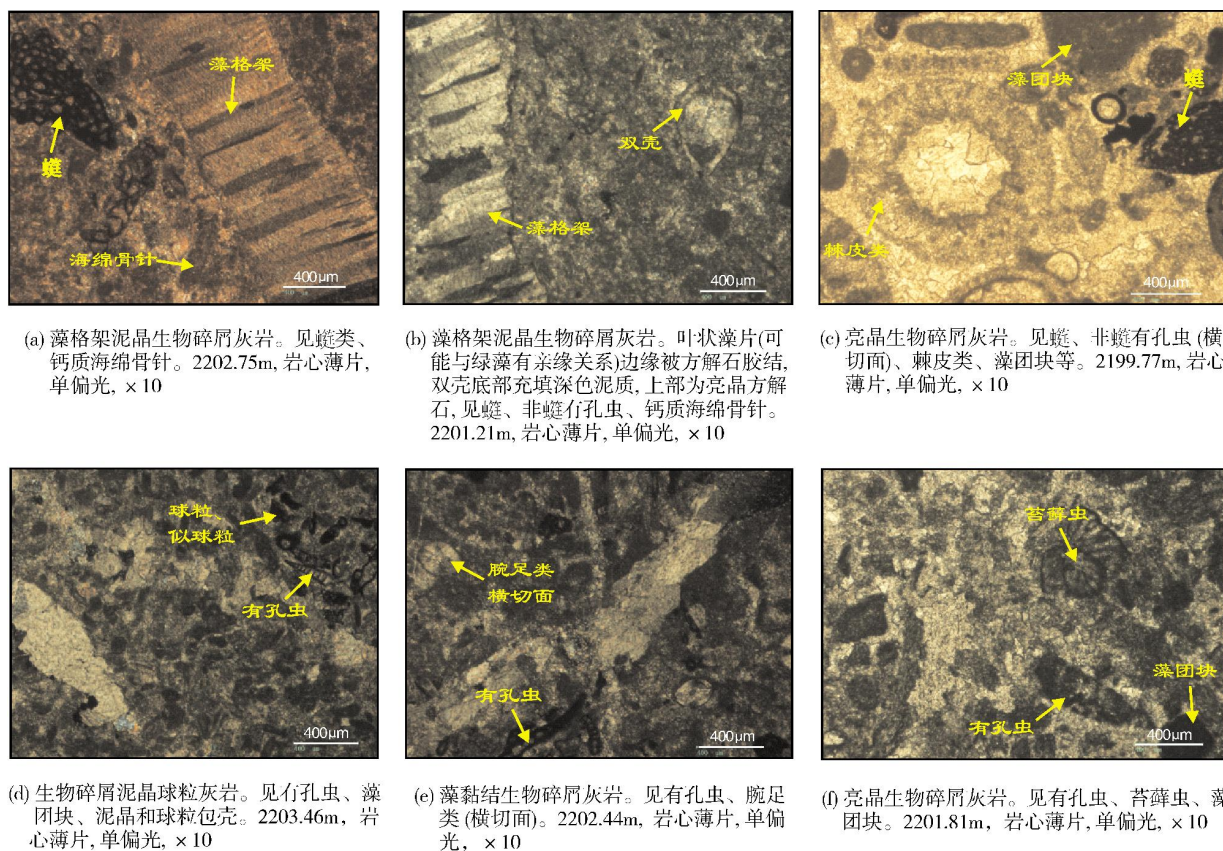 藻格架
蜓
海绵骨针
400μm
双壳
藻格架
400μm
藻团块
蜓
棘皮类
400μm
(a) 藻格架泥晶生物碎屑灰岩。见蜓类、
钙质海绵骨针。2202.75m, 岩心薄片,
单偏光, ×10
(b) 藻格架泥晶生物碎屑灰岩。叶状藻片(可
能与绿藻有亲缘关系)边缘被方解石胶结,
双壳底部充填深色泥质, 上部为亮晶方解
石, 见蜓、非蜓有孔虫、钙质海绵骨针。
2201.21m, 岩心薄片, 单偏光, ×10
(c) 亮晶生物碎屑灰岩。见蜓、非蜓有孔虫 (横
切面)、棘皮类、藻团块等。2199.77m, 岩心
薄片, 单偏光, ×10
球粒、
似球粒
有孔虫
400μm
腕足类
横切面
有孔虫
400μm
苔藓虫
藻团块
有孔虫
400μm
(d) 生物碎屑泥晶球粒灰岩。见有孔虫、藻
团块、泥晶和球粒包壳。2203.46m, 岩
心薄片, 单偏光, ×10
(e) 藻黏结生物碎屑灰岩。见有孔虫、腕足
类 (横切面)。2202.44m, 岩心薄片, 单偏
光, ×10
(f) 亮晶生物碎屑灰岩。见有孔虫、苔藓虫、藻
团块。2201.81m, 岩心薄片, 单偏光, ×10